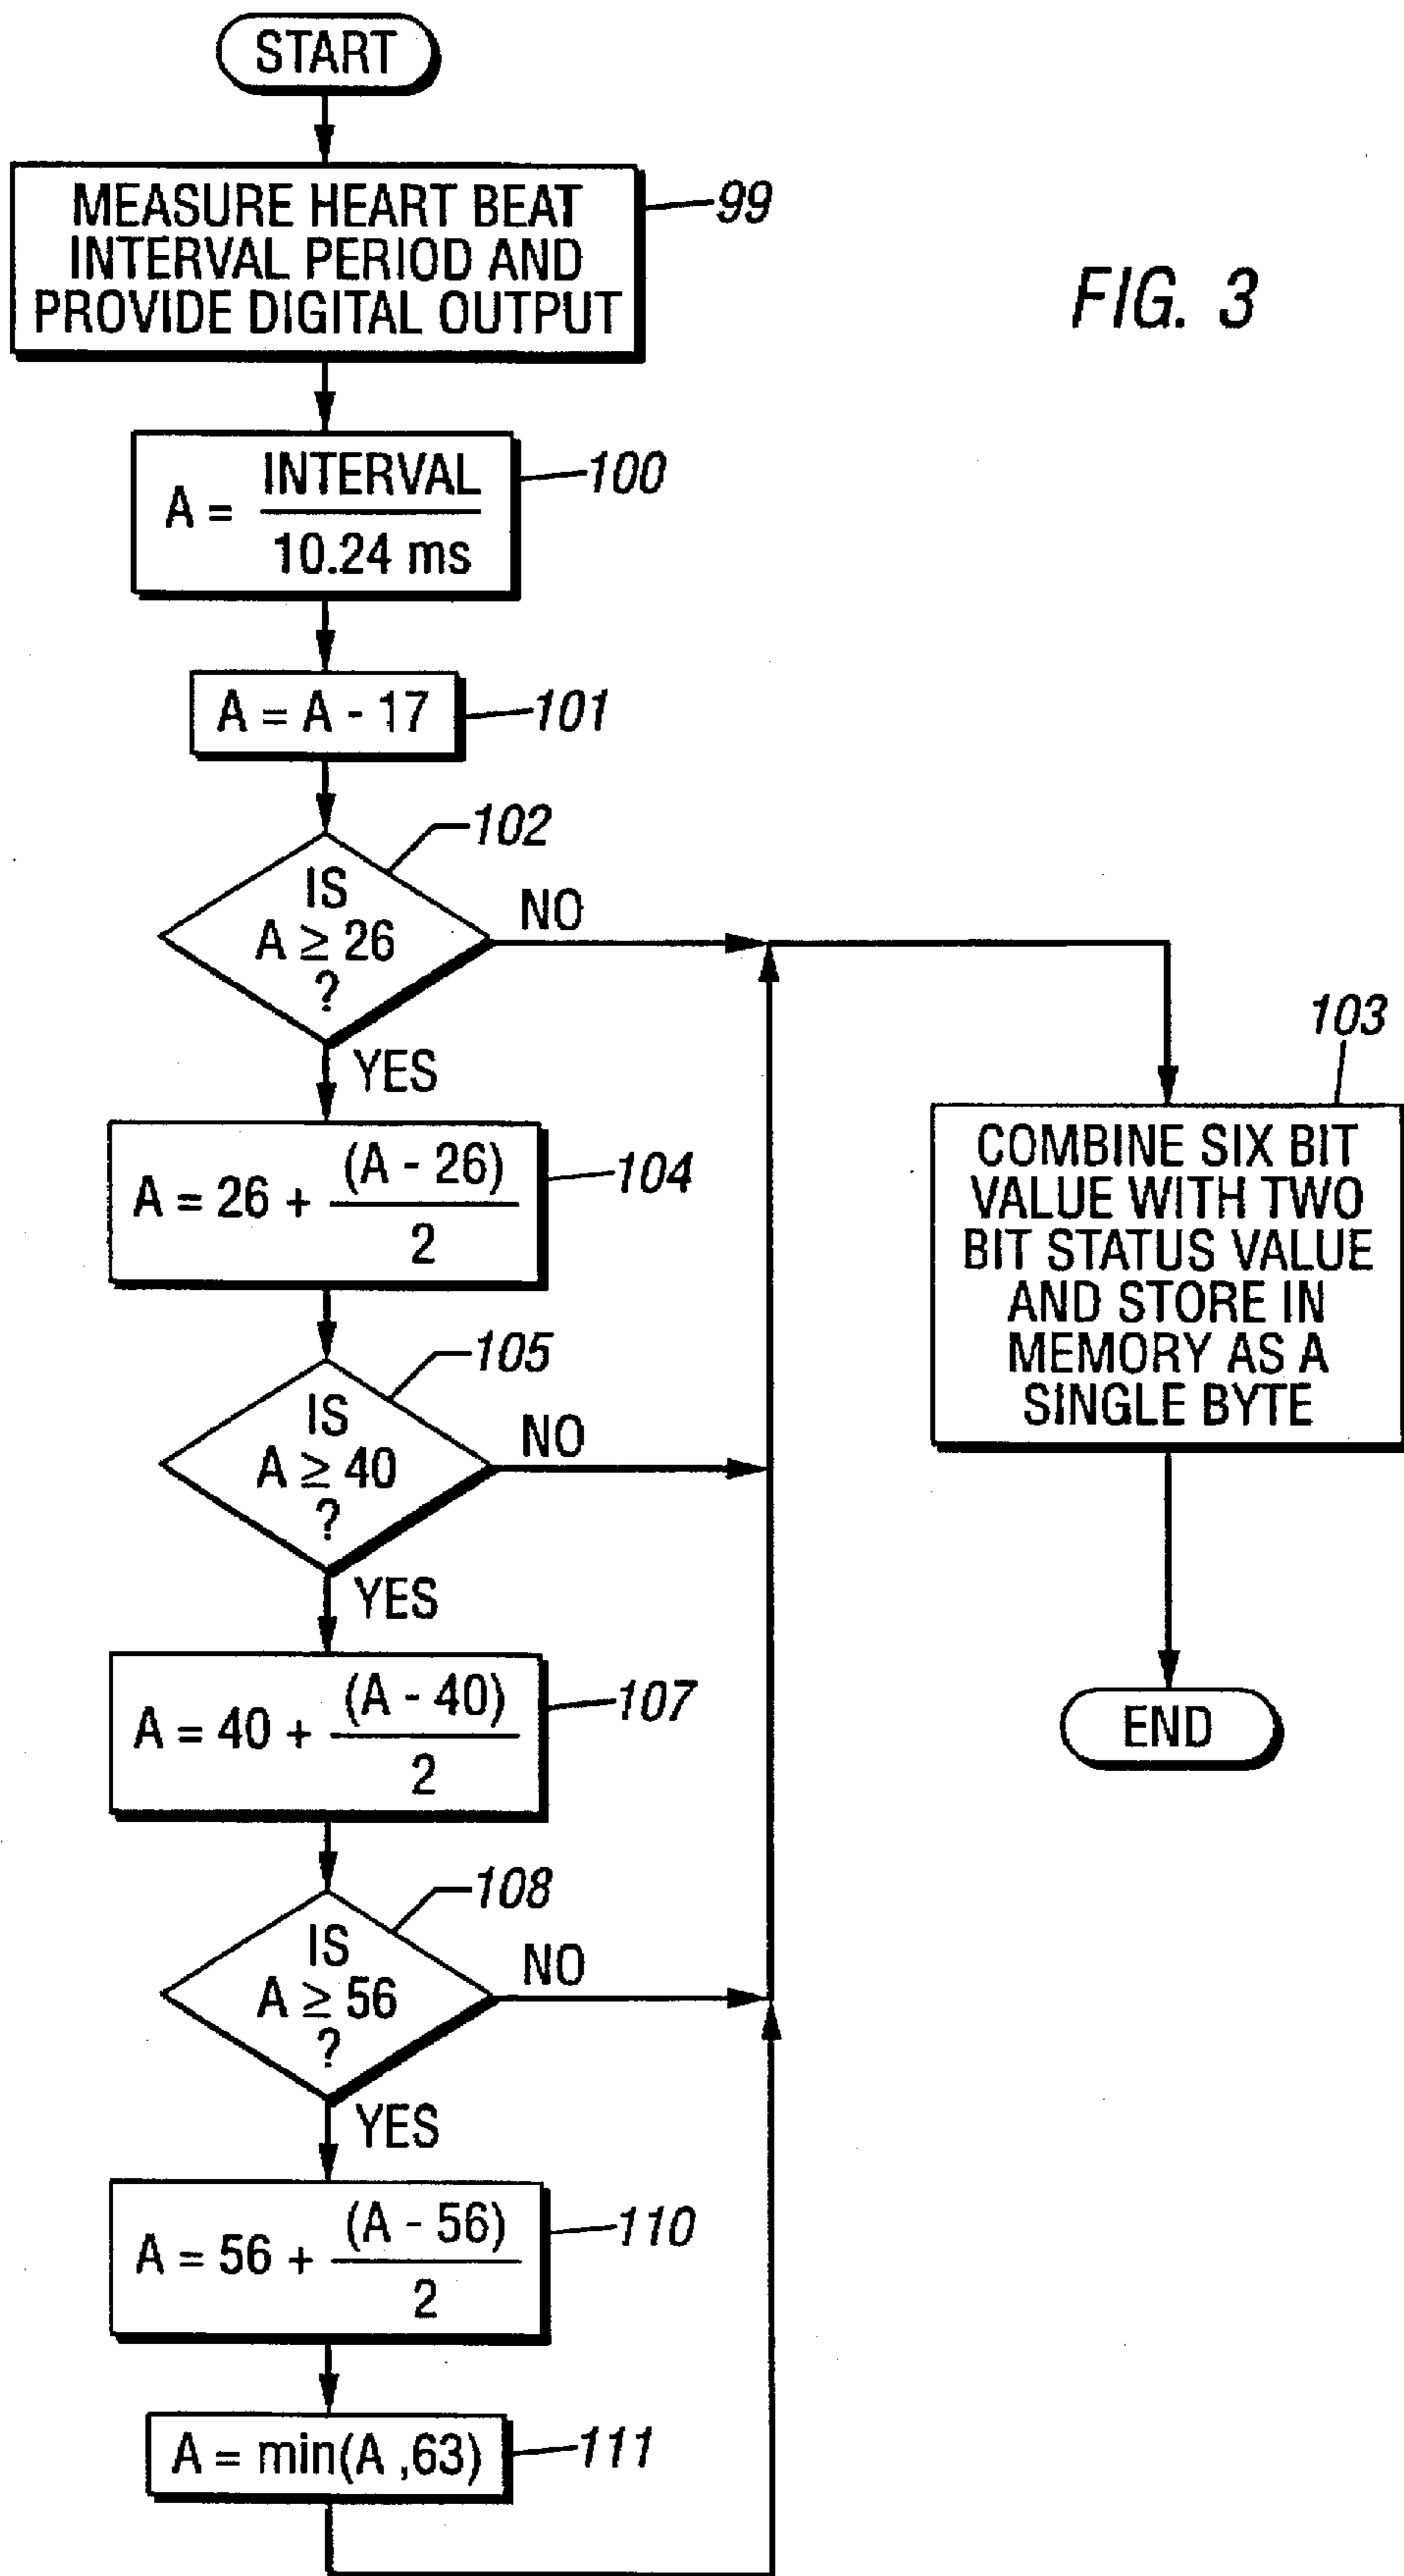 START
MEASURE HEART BEAT
INTERVAL PERIOD AND
PROVIDE DIGITAL OUTPUT
99
FIG. 3
A = INTERVAL / 10.24 ms
100
A = A - 17
101
102
IS
A ≥ 26
?
NO
YES
103
COMBINE SIX BIT
VALUE WITH TWO
BIT STATUS VALUE
AND STORE IN
MEMORY AS A
SINGLE BYTE
A = 26 + (A - 26) / 2
104
105
IS
A ≥ 40
?
NO
YES
A = 40 + (A - 40) / 2
107
END
108
IS
A ≥ 56
?
NO
YES
A = 56 + (A - 56) / 2
110
A = min(A ,63)
111